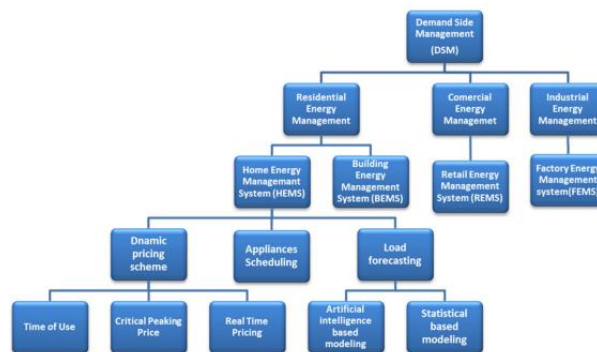 Demand Side
Management
(DSM)
Residential
Energy
Management
Comercial
Energy
Managemet
Industrial
Energy
Management
Home Energy
Managemant
System (HEMS)
Building
Energy
Management
System (BEMS)
Retail Energy
Management
System (REMS)
Factory Energy
Management
system(FEMS)
Dnamic
pricing
scheme
Appliances
Scheduling
Load
forecasting
Time of Use
Critical Peaking
Price
Real Time
Pricing
Artificial
intelligence
based
modeling
Statistical
based
modeling